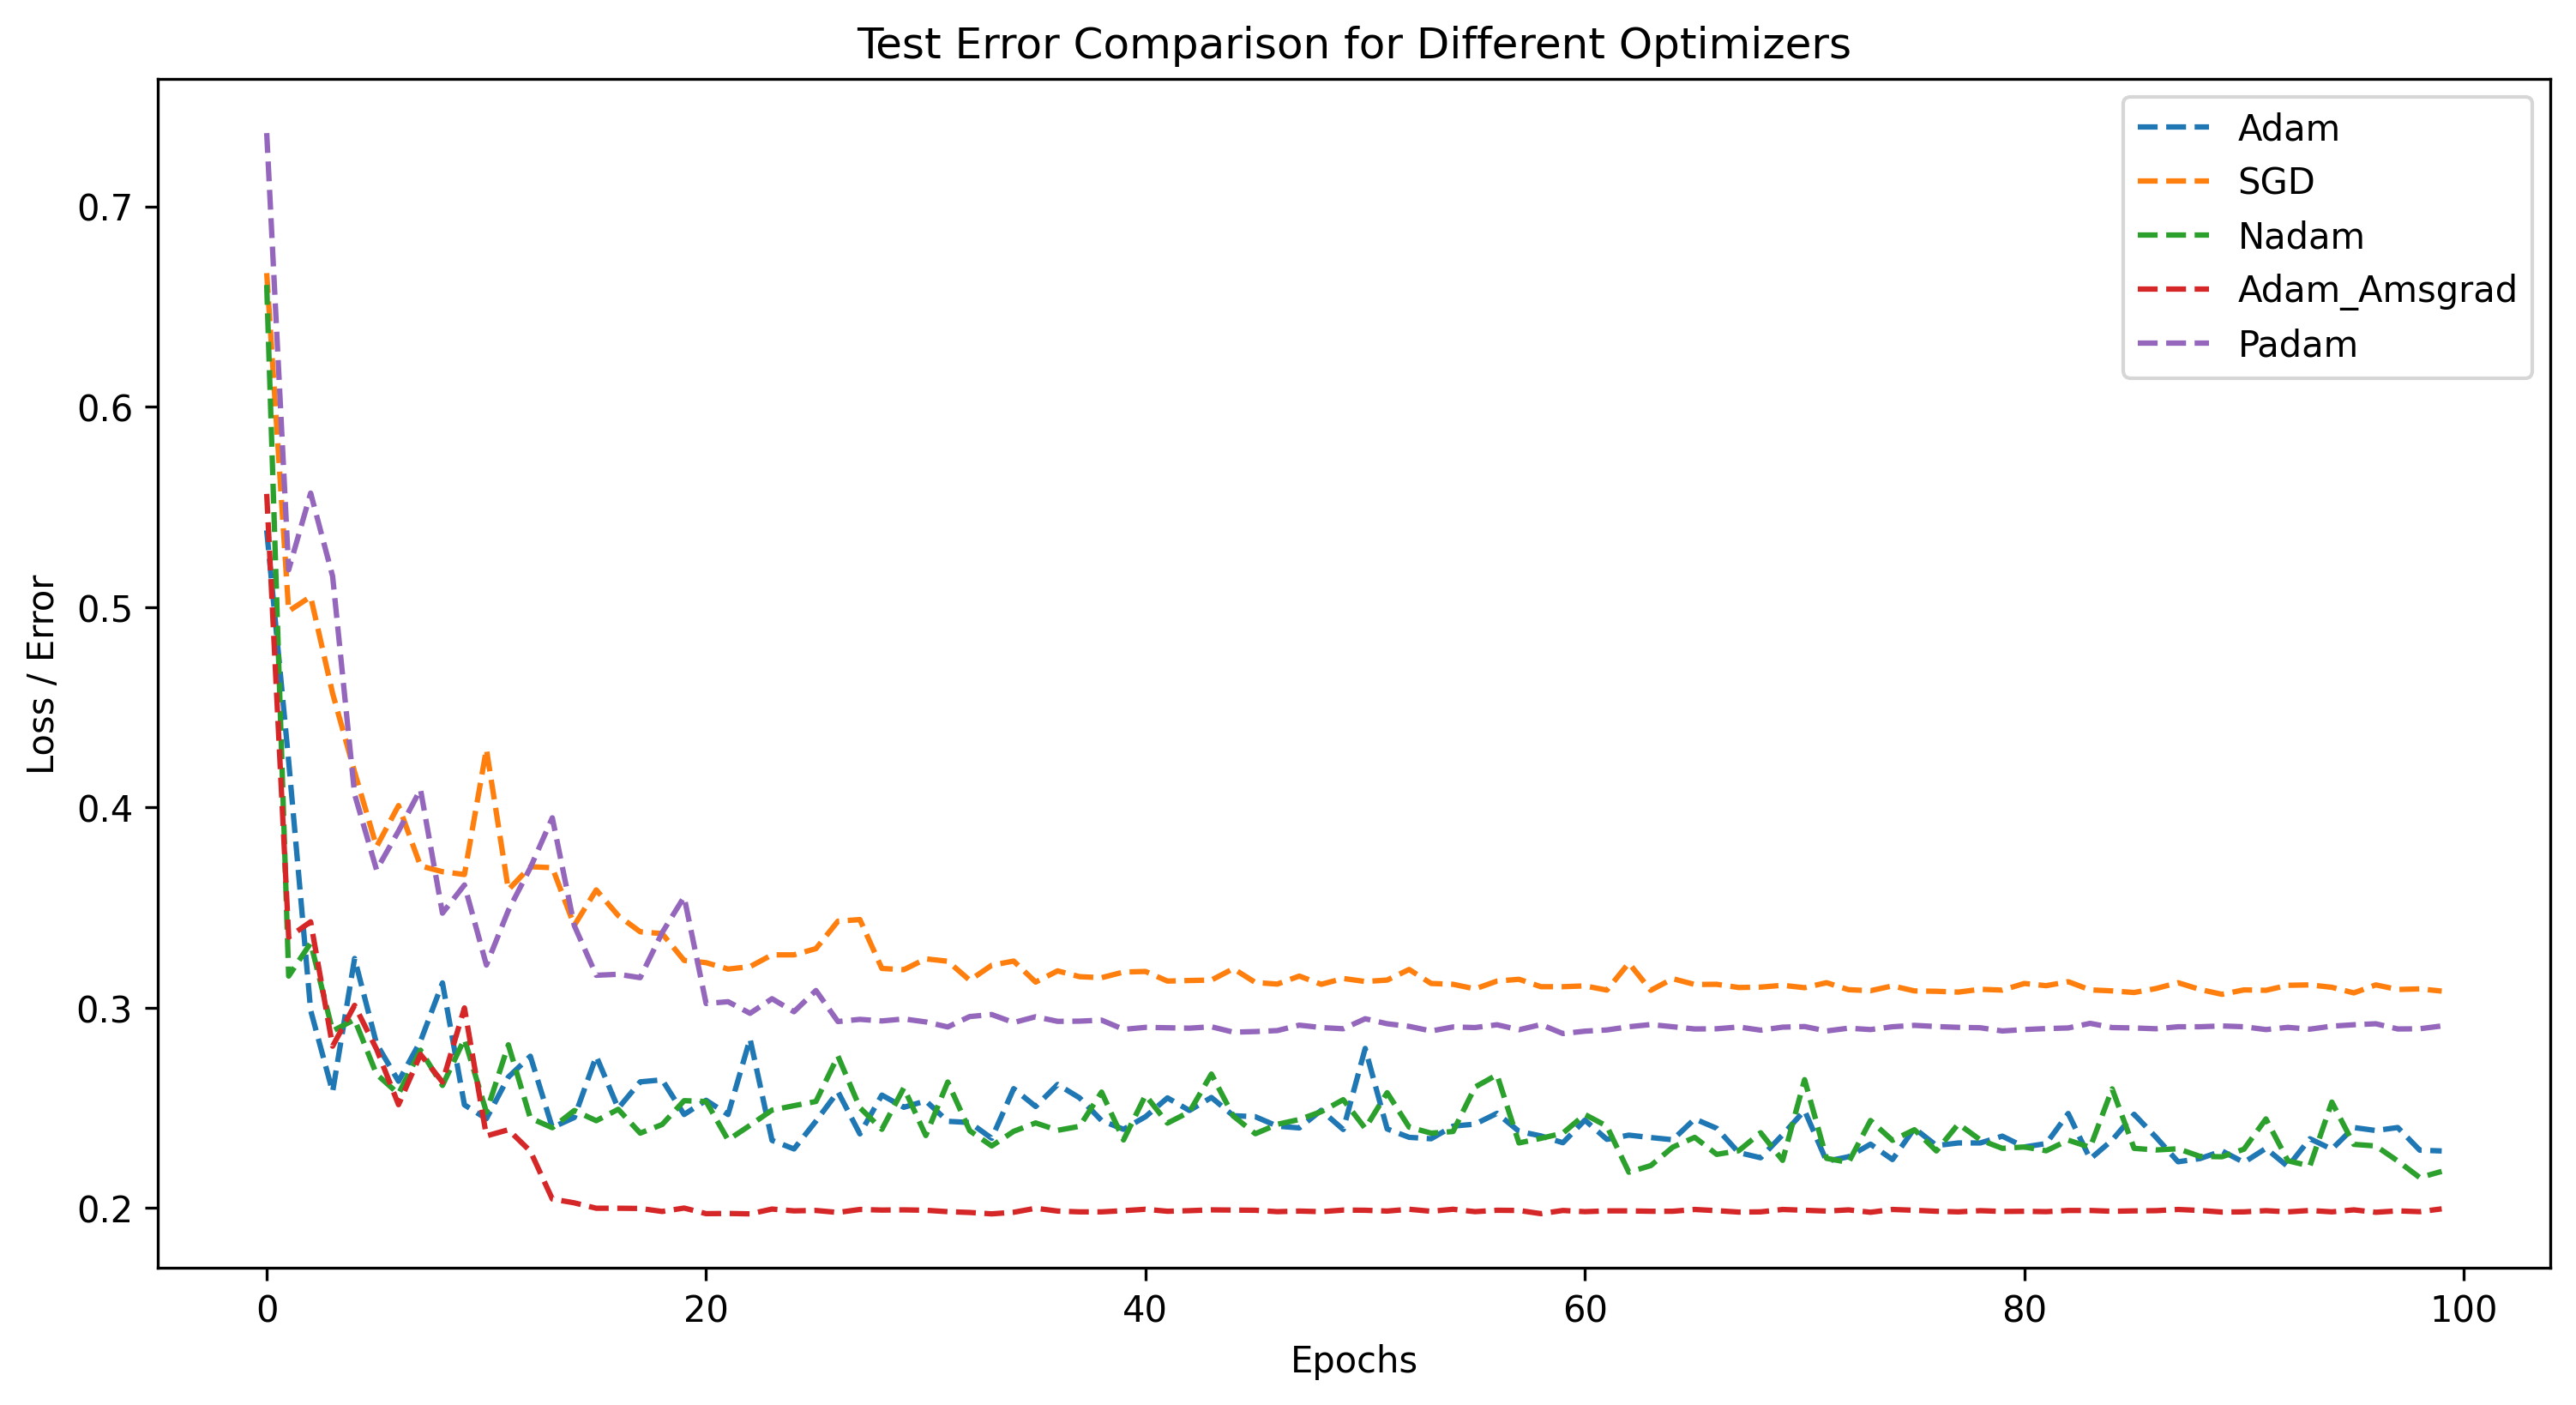 Test Error Comparison for Different Optimizers
Adam
SGD
Nadam
Adam_Amsgrad
Padam
Loss / Error
0.7
0.6
0.5
0.4
0.3
0.2
0 20 40 60 80 100
Epochs